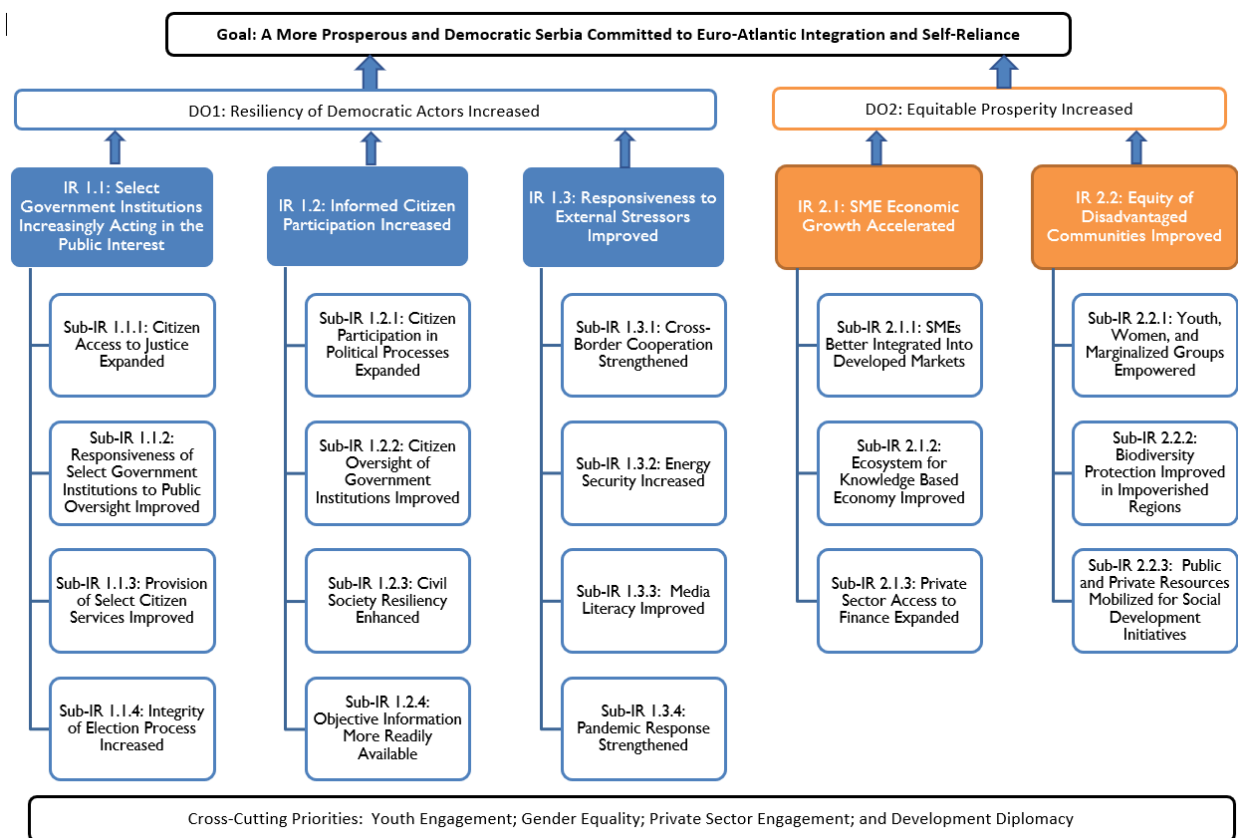 Goal: A More Prosperous and Democratic Serbia Committed to Euro-Atlantic Integration and Self-Reliance
DO1: Resiliency of Democratic Actors Increased
DO2: Equitable Prosperity Increased
IR 1.1: Select
Government Institutions
Increasingly Acting in the
Public Interest
IR 1.2: Informed Citizen
Participation Increased
IR 1.3: Responsiveness to
External Stressors
Improved
IR 2.1: SME Economic
Growth Accelerated
IR 2.2: Equity of
Disadvantaged
Communities Improved
Sub-IR 1.1.1: Citizen
Access to Justice
Expanded
Sub-IR 1.2.1: Citizen
Participation in
Political Processes
Expanded
Sub-IR 1.3.1: Cross-
Border Cooperation
Strengthened
Sub-IR 2.1.1: SMEs
Better Integrated Into
Developed Markets
Sub-IR 2.2.1: Youth,
Women, and
Marginalized Groups
Empowered
Sub-IR 1.1.2:
Responsiveness of
Select Government
Institutions to Public
Oversight Improved
Sub-IR 1.2.2: Citizen
Oversight of
Government
Institutions Improved
Sub-IR 1.3.2: Energy
Security Increased
Sub-IR 2.1.2:
Ecosystem for
Knowledge Based
Economy Improved
Sub-IR 2.2.2:
Biodiversity
Protection Improved
in Impoverished
Regions
Sub-IR 1.1.3: Provision
of Select Citizen
Services Improved
Sub-IR 1.2.3: Civil
Society Resiliency
Enhanced
Sub-IR 1.3.3: Media
Literacy Improved
Sub-IR 2.1.3: Private
Sector Access to
Finance Expanded
Sub-IR 2.2.3: Public
and Private Resources
Mobilized for Social
Development
Initiatives
Sub-IR 1.1.4: Integrity
of Election Process
Increased
Sub-IR 1.2.4:
Objective Information
More Readily
Available
Sub-IR 1.3.4:
Pandemic Response
Strengthened
Cross-Cutting Priorities: Youth Engagement; Gender Equality; Private Sector Engagement; and Development Diplomacy